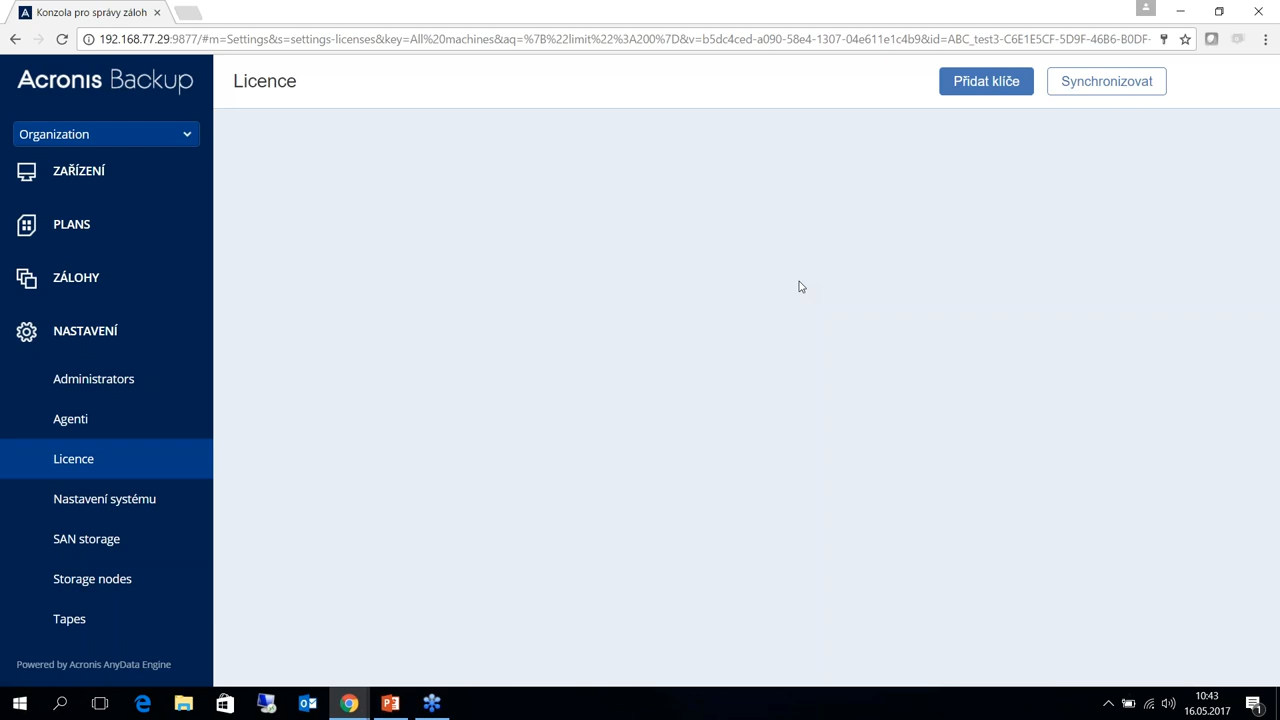 Konzola pro správy záloh
192.168.77.29:9877/#m=Settings&s=settings-licenses&key=All%20machines&aq=%7B%22limit%22%3A200%7D&v=b5dc4ced-a090-58e4-1307-04e611e1c4b9&id=ABC_test3-C6E1E5CF-5D9F-46B6-B0DF-
Acronis Backup
Licence
Přidat klíče
Synchronizovat
Organization
ZAŘÍZENÍ
PLANS
ZÁLOHY
NASTAVENÍ
Administrators
Agenti
Licence
Nastavení systému
SAN storage
Storage nodes
Tapes
Powered by Acronis AnyData Engine
10:43
16.05.2017